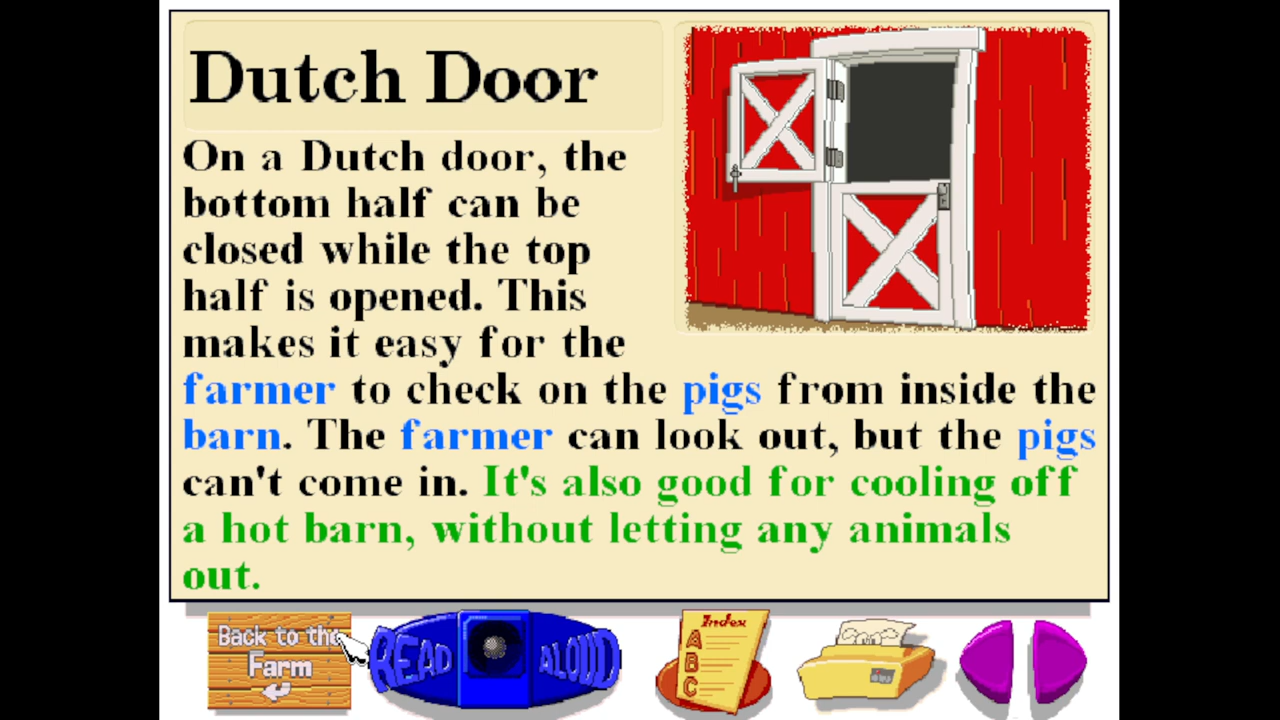 Dutch Door
On a Dutch door, the
bottom half can be
closed while the top
half is opened. This
makes it easy for the
farmer to check on the pigs from inside the
barn. The farmer can look out, but the pigs
can't come in. It's also good for cooling off
a hot barn, without letting any animals
out.
Back to the
Farm
READ ALOUD
Index
A
B
C